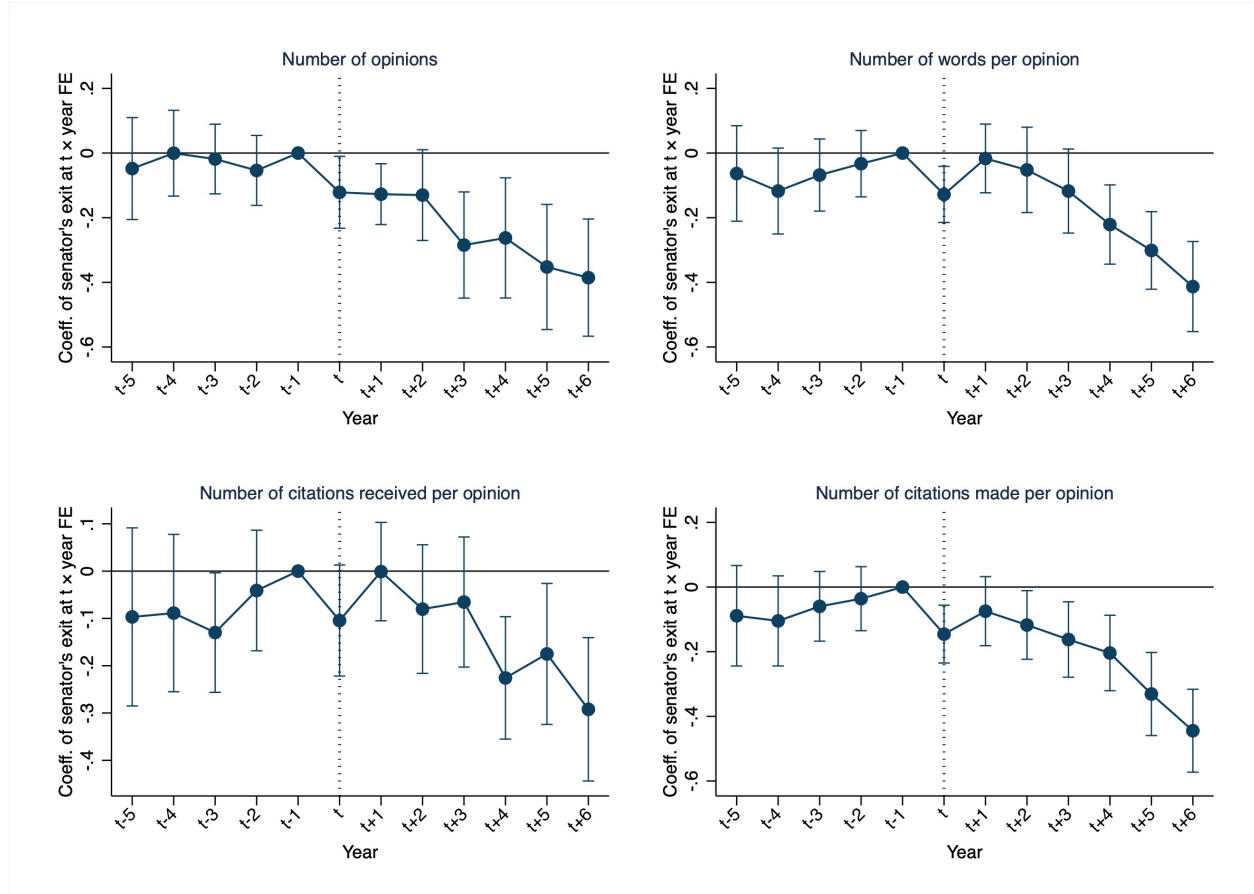 Number of opinions
Coeff. of senator's exit at t × year FE
.2
0
-.2
-.4
-.6
t-5 t-4 t-3 t-2 t-1 t t+1 t+2 t+3 t+4 t+5 t+6
Year
Number of words per opinion
Coeff. of senator's exit at t × year FE
.2
0
-.2
-.4
-.6
t-5 t-4 t-3 t-2 t-1 t t+1 t+2 t+3 t+4 t+5 t+6
Year
Number of citations received per opinion
Coeff. of senator's exit at t × year FE
.1
0
-.1
-.2
-.3
-.4
t-5 t-4 t-3 t-2 t-1 t t+1 t+2 t+3 t+4 t+5 t+6
Year
Number of citations made per opinion
Coeff. of senator's exit at t × year FE
.2
0
-.2
-.4
-.6
t-5 t-4 t-3 t-2 t-1 t t+1 t+2 t+3 t+4 t+5 t+6
Year